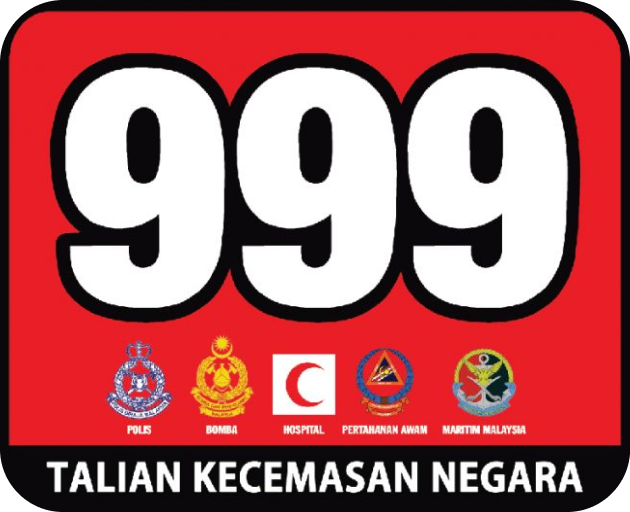 999
POLIS BOMBA HOSPITAL PERTAHANAN AWAM MARITIM MALAYSIA
TALIAN KECEMASAN NEGARA